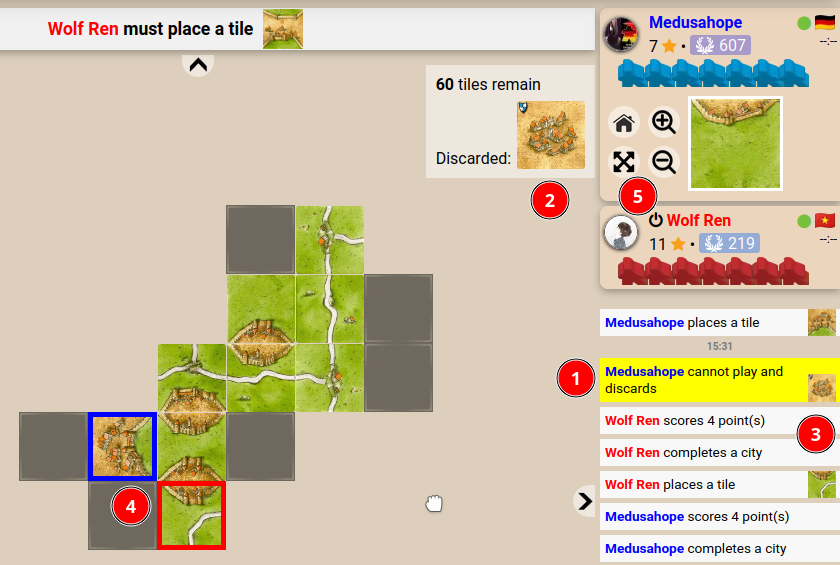 Wolf Ren must place a tile
60 tiles remain
Discarded:
2
Medusahope
7 • 607
--:--
5
Wolf Ren
11 • 219
--:--
Medusahope places a tile
15:31
1
Medusahope cannot play and
discards
Wolf Ren scores 4 point(s)
3
Wolf Ren completes a city
Wolf Ren places a tile
4
Medusahope scores 4 point(s)
Medusahope completes a city